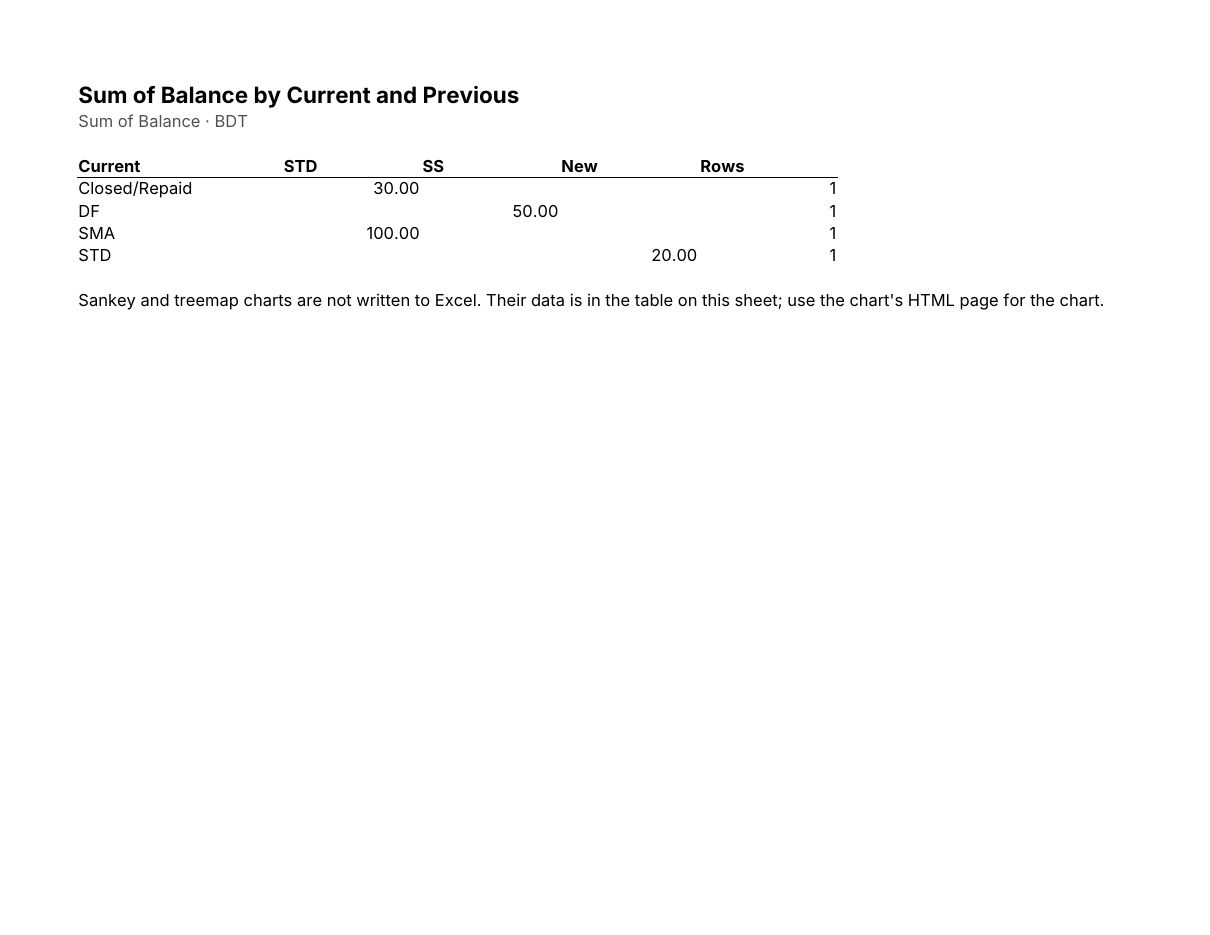 Sum of Balance by Current and Previous
Sum of Balance · BDT
Current STD SS New Rows
Closed/Repaid 30.00 1
DF 50.00 1
SMA 100.00 1
STD 20.00 1
Sankey and treemap charts are not written to Excel. Their data is in the table on this sheet; use the chart's HTML page for the chart.